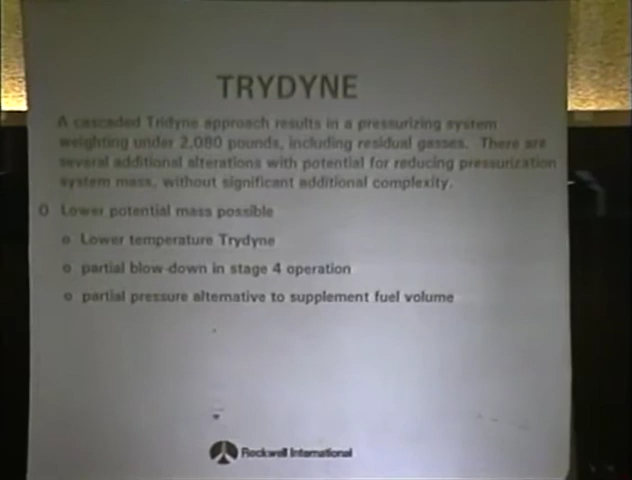 TRYDYNE
A cascaded Tridyne approach results in a pressurizing system
weighting under 2,080 pounds, including residual gasses. There are
several additional alterations with potential for reducing pressurization
system mass, without significant additional complexity.
O Lower potential mass possible
o Lower temperature Trydyne
o partial blow-down in stage 4 operation
o partial pressure alternative to supplement fuel volume
Rockwell International